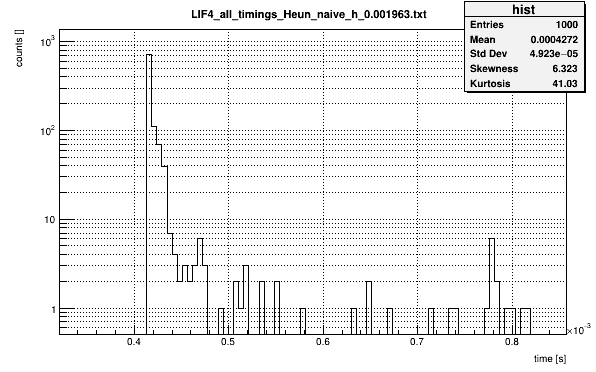 LIF4_all_timings_Heun_naive_h_0.001963.txt
hist
Entries 1000
Mean 0.0004272
Std Dev 4.923e−05
Skewness 6.323
Kurtosis 41.03
counts []
10³
10²
10
1
0.4 0.5 0.6 0.7 0.8
×10⁻³
time [s]